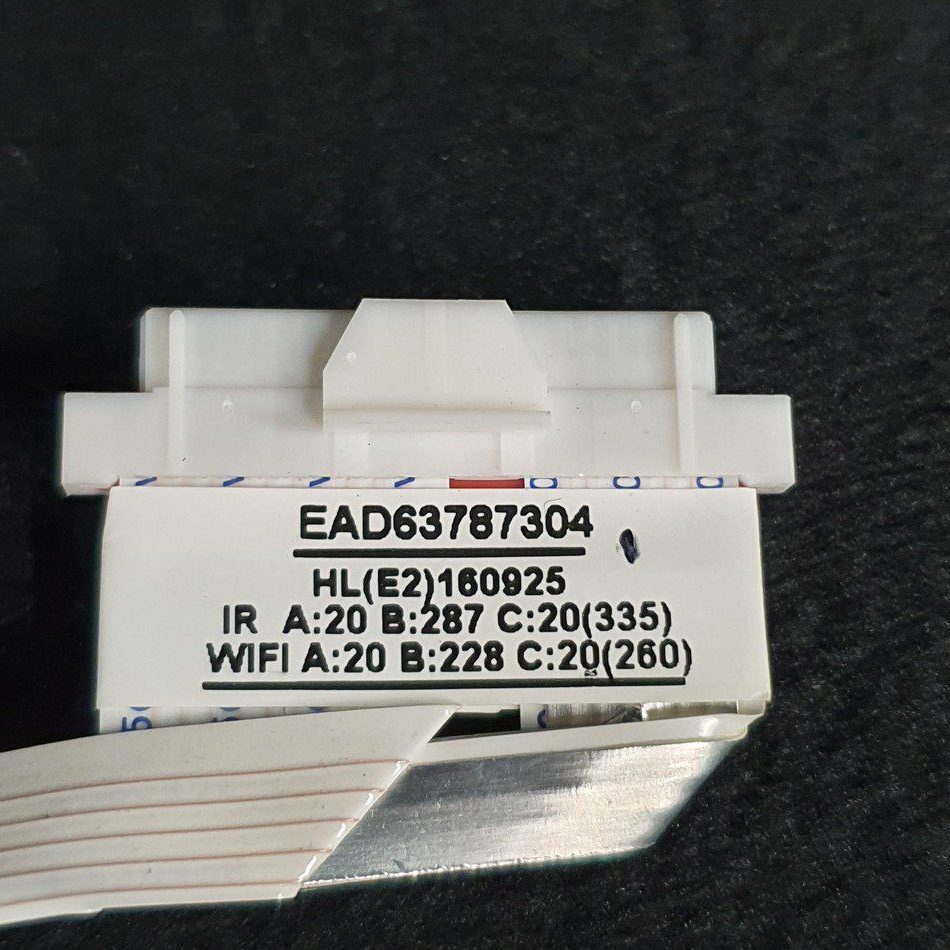 EAD63787304
HL(E2)160925
IR A:20 B:287 C:20(335)
WIFI A:20 B:228 C:20(260)